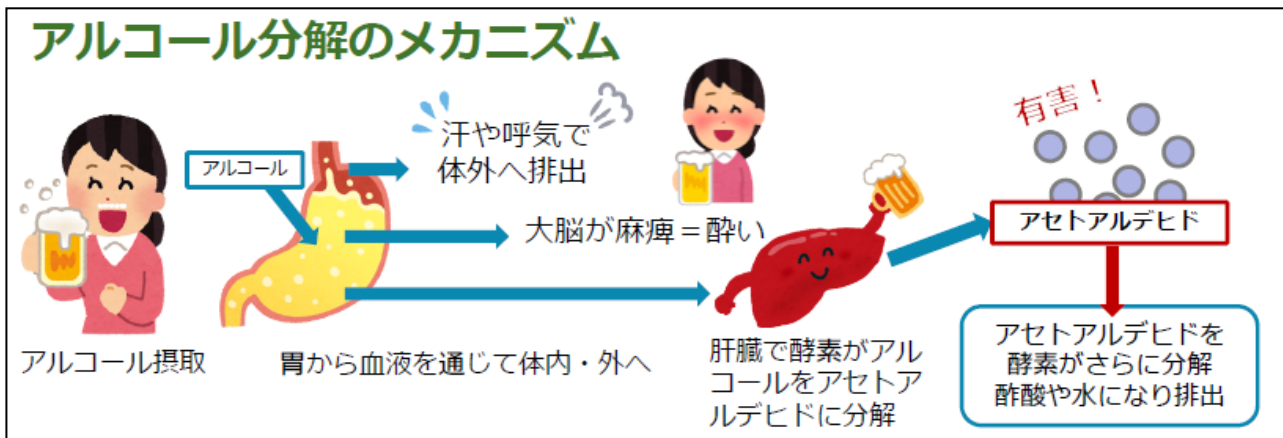 アルコール分解のメカニズム
アルコール
汗や呼気で
体外へ排出
大脳が麻痺＝酔い
有害！
アセトアルデヒド
アルコール摂取
胃から血液を通じて体内・外へ
肝臓で酵素がアル
コールをアセトア
ルデヒドに分解
アセトアルデヒドを
酵素がさらに分解
酢酸や水になり排出